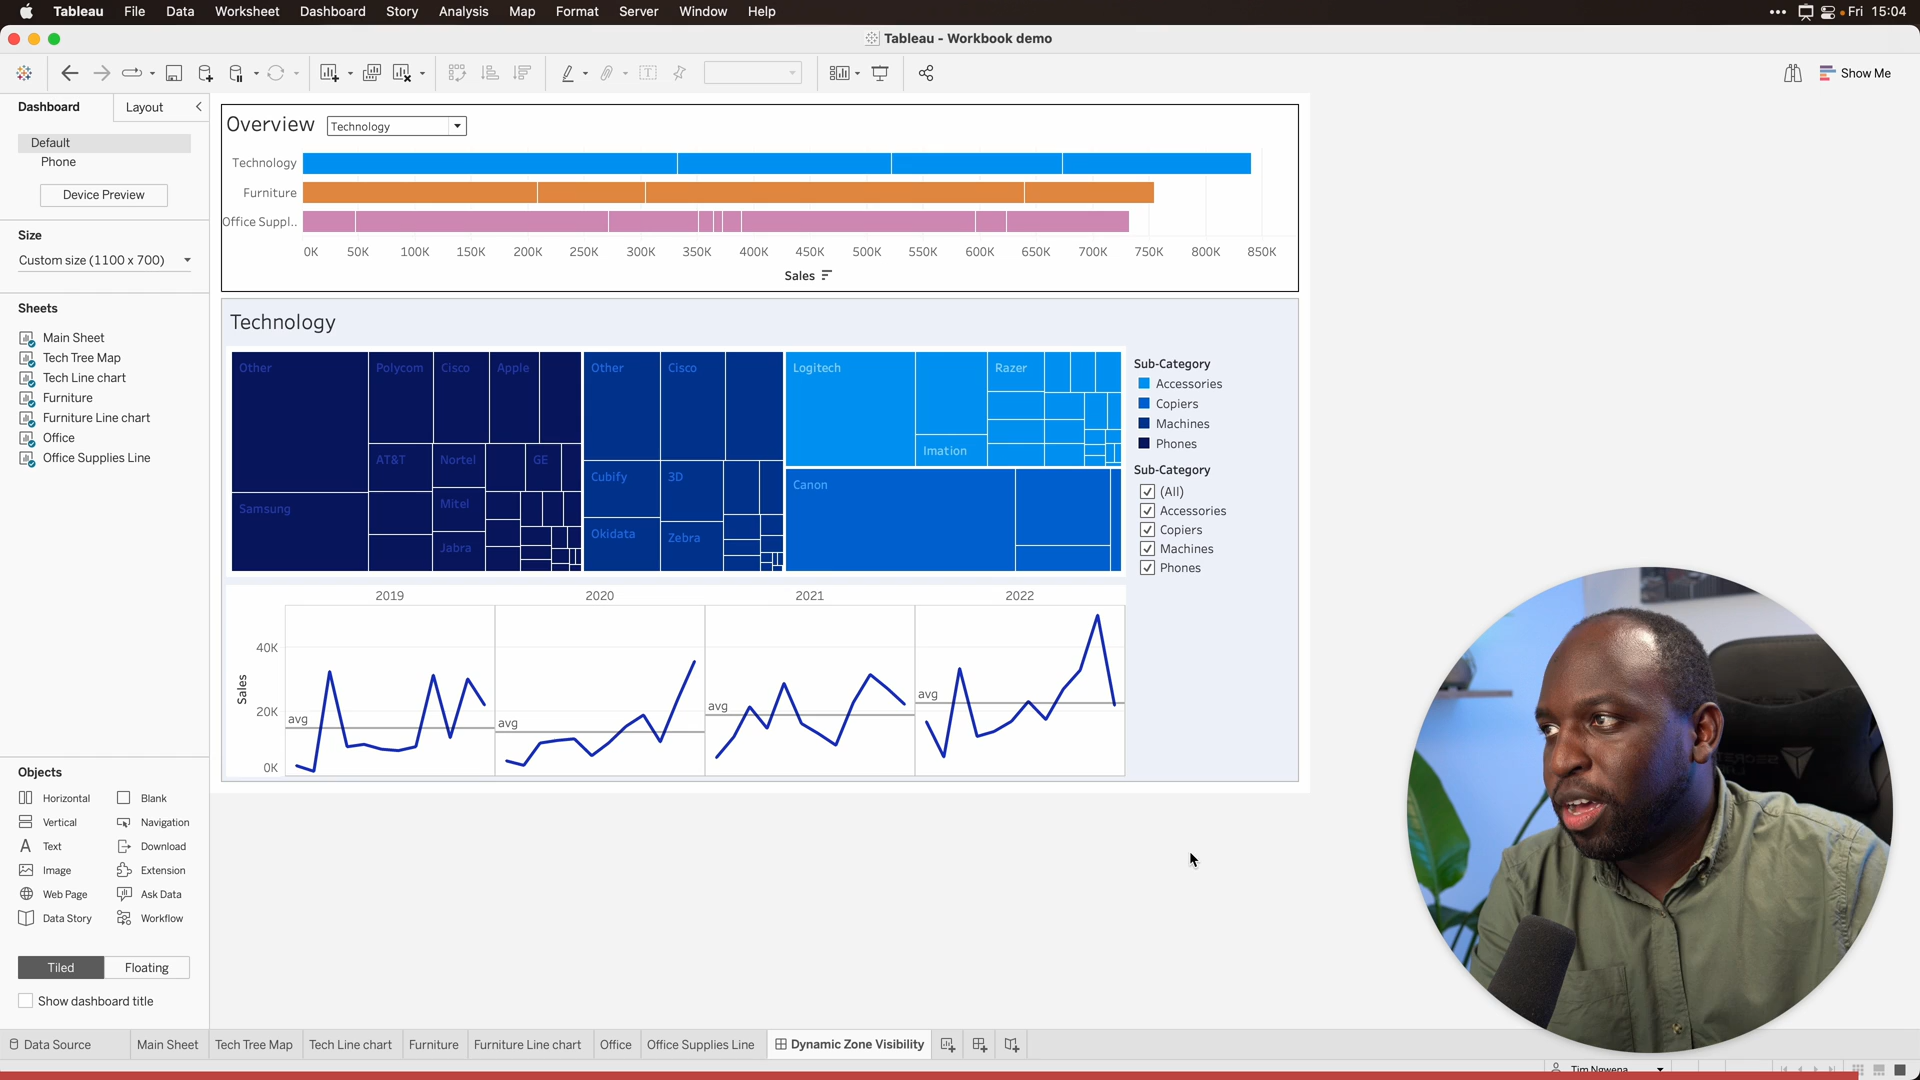 Tableau File Data Worksheet Dashboard Story Analysis Map Format Server Window Help
Fri 15:04
Tableau - Workbook demo
Show Me
Dashboard Layout
Default
Phone
Device Preview
Size
Custom size (1100 x 700)
Sheets
Main Sheet
Tech Tree Map
Tech Line chart
Furniture
Furniture Line chart
Office
Office Supplies Line
Objects
Horizontal Blank
Vertical Navigation
Text Download
Image Extension
Web Page Ask Data
Data Story Workflow
Tiled Floating
Show dashboard title
Overview Technology
Technology
Furniture
Office Suppl..
0K 50K 100K 150K 200K 250K 300K 350K 400K 450K 500K 550K 600K 650K 700K 750K 800K 850K
Sales
Technology
Other Polycom Cisco Apple Other Cisco Logitech Razer
AT&T Nortel GE Imation
Cubify 3D
Canon
Samsung Mitel
Okidata Zebra
Jabra
Sub-Category
Accessories
Copiers
Machines
Phones
Sub-Category
(All)
Accessories
Copiers
Machines
Phones
2019 2020 2021 2022
Sales
40K
20K
0K
avg avg avg avg
Data Source Main Sheet Tech Tree Map Tech Line chart Furniture Furniture Line chart Office Office Supplies Line Dynamic Zone Visibility
Tim Ngwena